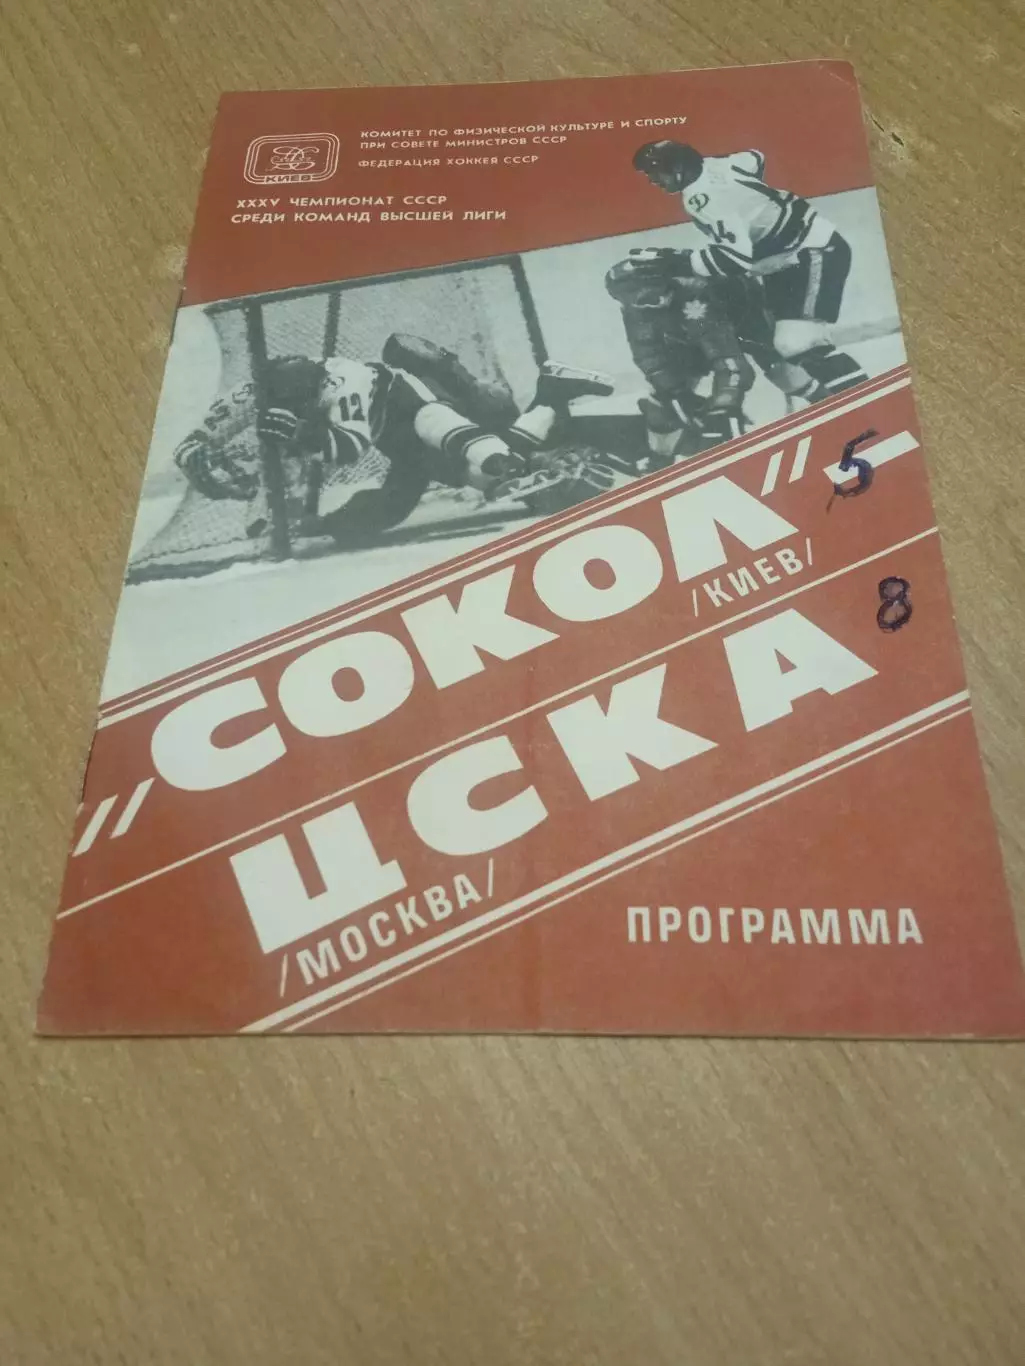 КИЕВ
КОМИТЕТ ПО ФИЗИЧЕСКОЙ КУЛЬТУРЕ И СПОРТУ
ПРИ СОВЕТЕ МИНИСТРОВ СССР
ФЕДЕРАЦИЯ ХОККЕЯ СССР
XXXV ЧЕМПИОНАТ СССР
СРЕДИ КОМАНД ВЫСШЕЙ ЛИГИ
Д
14
12
"СОКОЛ" - 5
/КИЕВ/
ЦСКА 8
/МОСКВА/
ПРОГРАММА